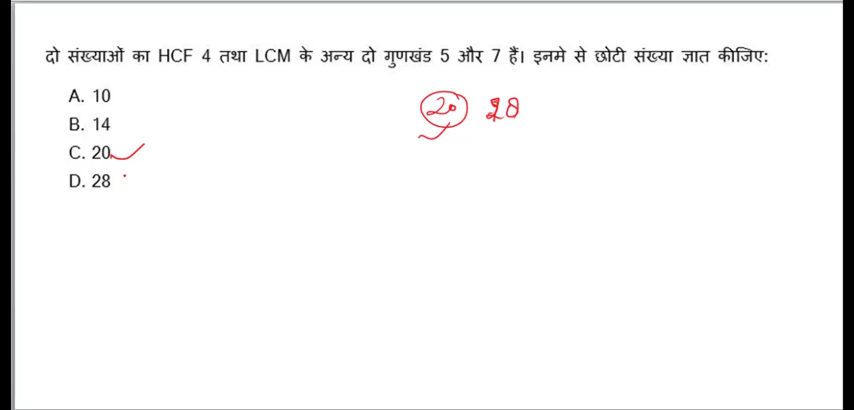 दो संख्याओं का HCF 4 तथा LCM के अन्य दो गुणखंड 5 और 7 हैं। इनमे से छोटी संख्या ज्ञात कीजिए:
A. 10
20 28
B. 14
C. 20
D. 28